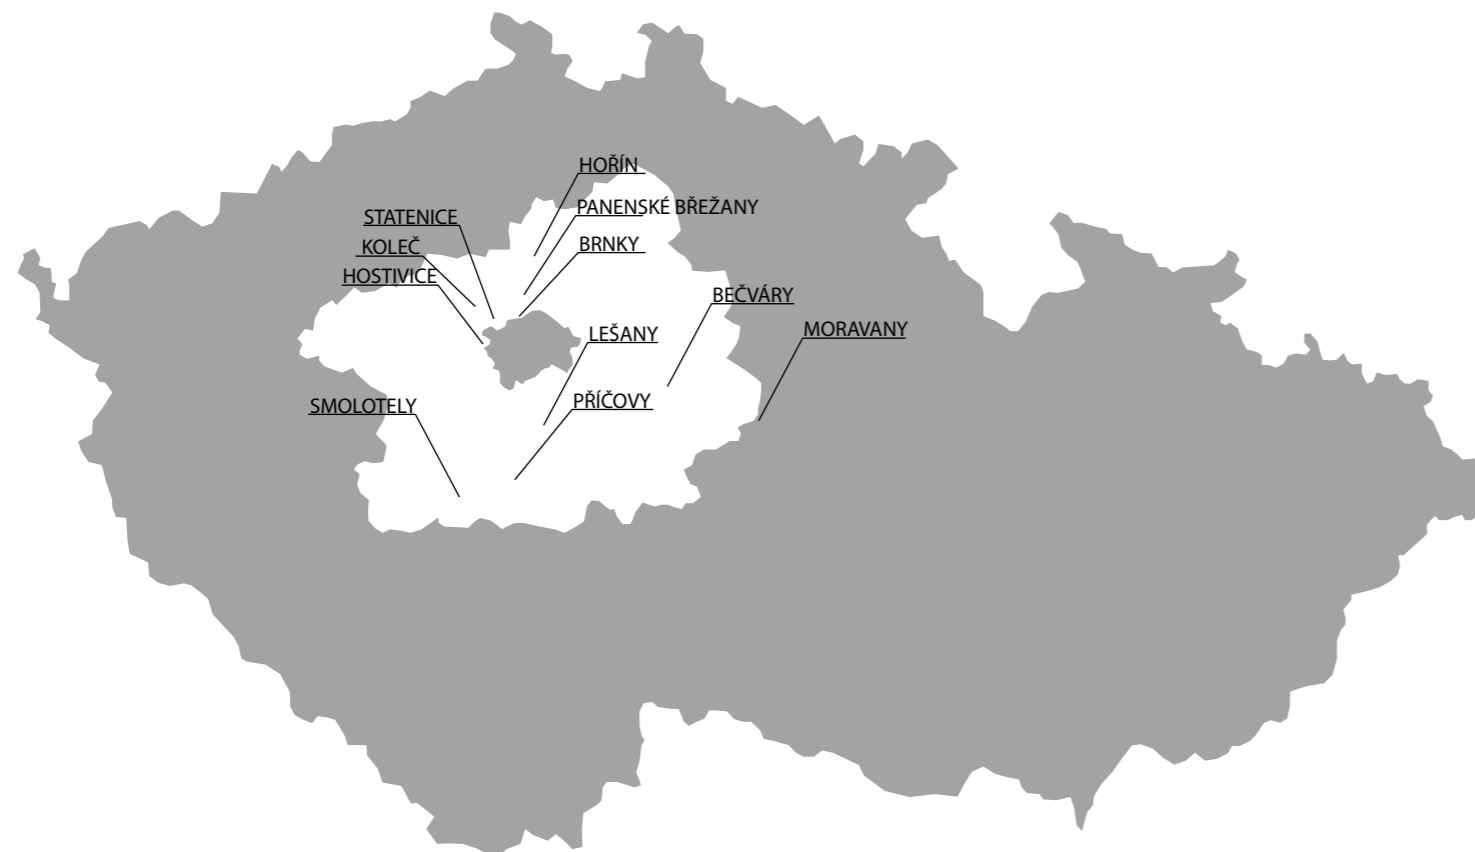 HOŘÍN
PANENSKÉ BŘEŽANY
STATENICE
BRNKY
KOLEČ
HOSTIVICE
BEČVÁRY
MORAVANY
LEŠANY
PŘÍČOVY
SMOLOTELY